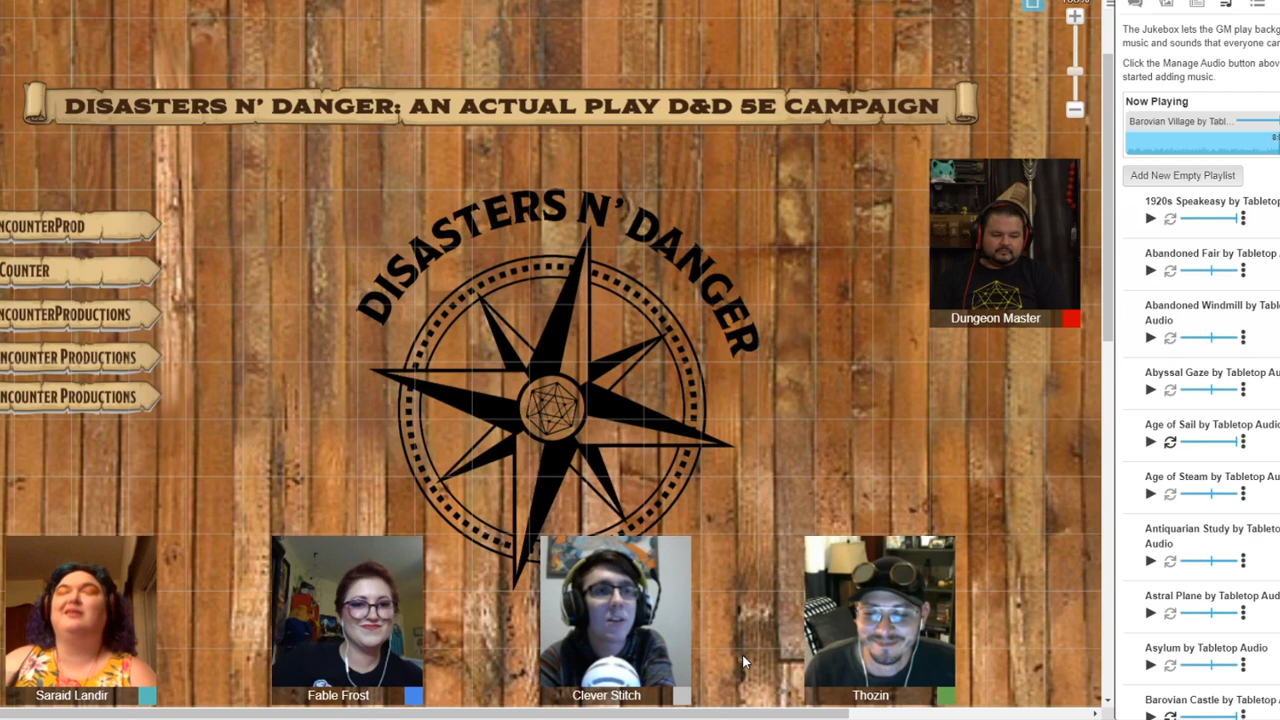 The Jukebox lets the GM play backg
music and sounds that everyone can
Click the Manage Audio button abov
started adding music.
DISASTERS N' DANGER: AN ACTUAL PLAY D&D 5E CAMPAIGN
Now Playing
Barovian Village by Tabl...
Add New Empty Playlist
1920s Speakeasy by Tabletop
NCOUNTERPROD
COUNTER
NCOUNTERPRODUCTIONS
NCOUNTER PRODUCTIONS
NCOUNTER PRODUCTIONS
DISASTERS N' DANGER
Dungeon Master
Abandoned Fair by Tabletop
Abandoned Windmill by Tabletop
Audio
Abyssal Gaze by Tabletop Au
Age of Sail by Tabletop Audio
Age of Steam by Tabletop Au
Antiquarian Study by Tableto
Audio
Astral Plane by Tabletop Aud
Asylum by Tabletop Audio
Barovian Castle by Tabletop
Saraid Landir
Fable Frost
Clever Stitch
Thozin